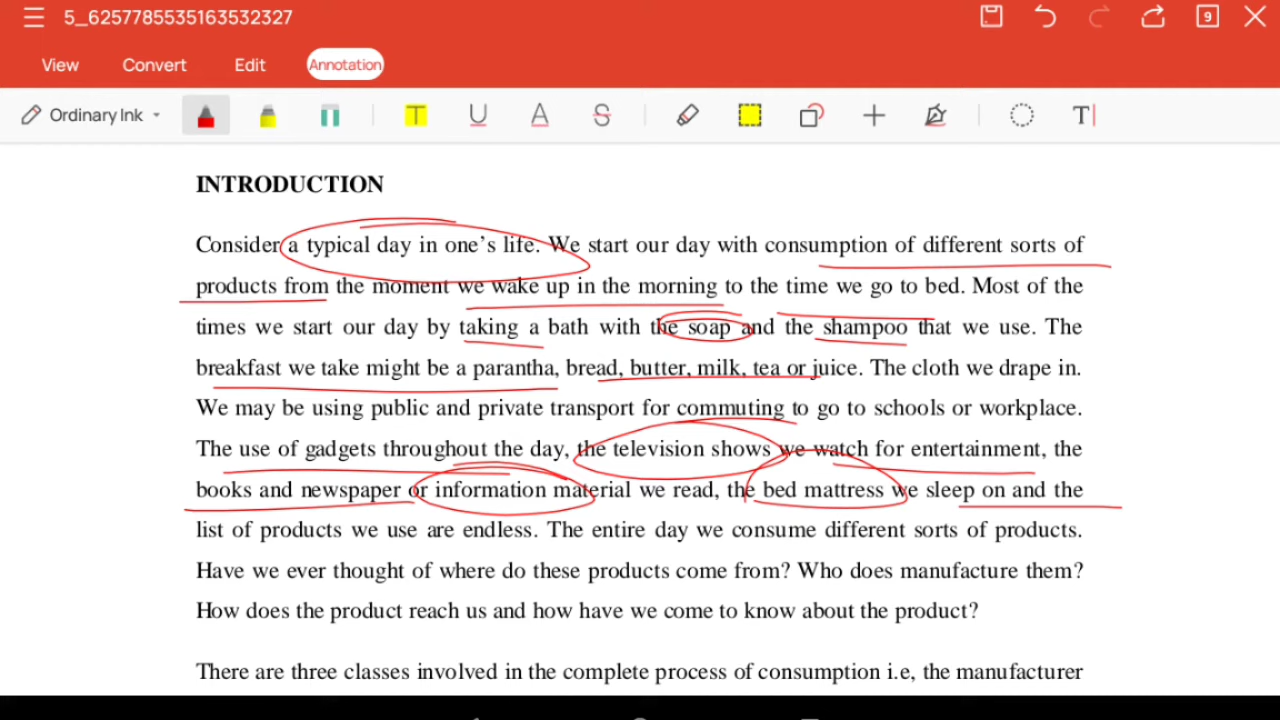 5_6257785535163532327
9
View Convert Edit Annotation
Ordinary Ink T U A S T
INTRODUCTION
Consider a typical day in one’s life. We start our day with consumption of different sorts of
products from the moment we wake up in the morning to the time we go to bed. Most of the
times we start our day by taking a bath with the soap and the shampoo that we use. The
breakfast we take might be a parantha, bread, butter, milk, tea or juice. The cloth we drape in.
We may be using public and private transport for commuting to go to schools or workplace.
The use of gadgets throughout the day, the television shows we watch for entertainment, the
books and newspaper or information material we read, the bed mattress we sleep on and the
list of products we use are endless. The entire day we consume different sorts of products.
Have we ever thought of where do these products come from? Who does manufacture them?
How does the product reach us and how have we come to know about the product?
There are three classes involved in the complete process of consumption i.e, the manufacturer